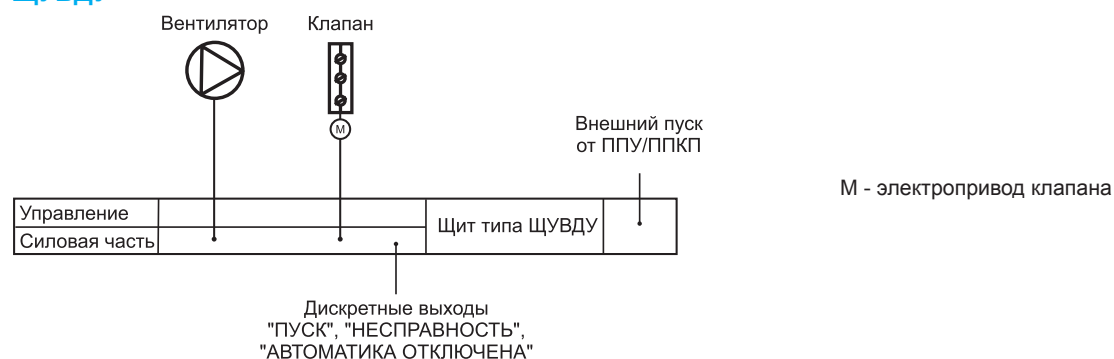 Вентилятор
Клапан
М
Внешний пуск
от ППУ/ППКП
М - электропривод клапана
Управление
Силовая часть
Щит типа ЩУВДУ
Дискретные выходы
"ПУСК", "НЕСПРАВНОСТЬ",
"АВТОМАТИКА ОТКЛЮЧЕНА"